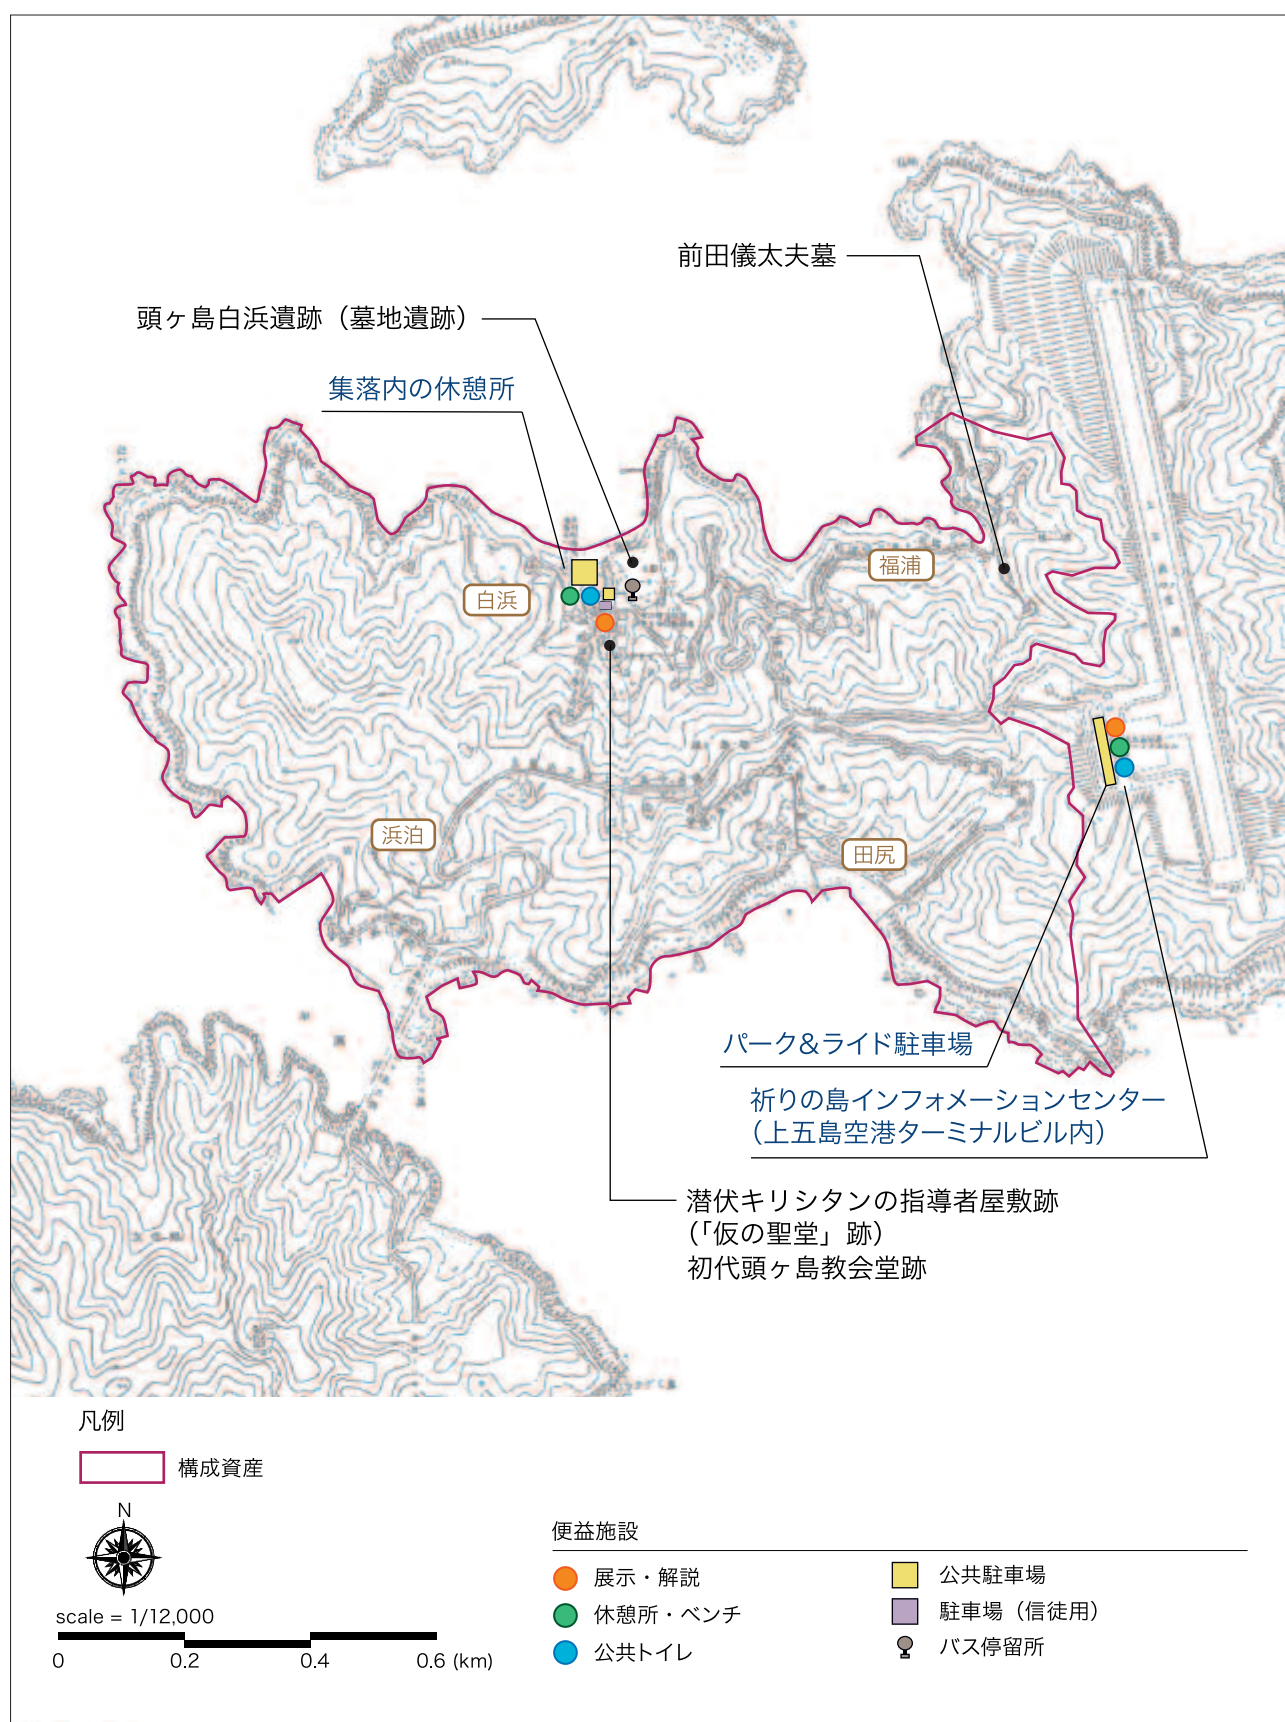 前田儀太夫墓
頭ヶ島白浜遺跡（墓地遺跡）
集落内の休憩所
福浦
白浜
浜泊
田尻
パーク&ライド駐車場
祈りの島インフォメーションセンター
（上五島空港ターミナルビル内）
潜伏キリシタンの指導者屋敷跡
（「仮の聖堂」跡）
初代頭ヶ島教会堂跡
凡例
構成資産
N
scale = 1/12,000
0 0.2 0.4 0.6 (km)
便益施設
展示・解説
休憩所・ベンチ
公共トイレ
公共駐車場
駐車場（信徒用）
バス停留所